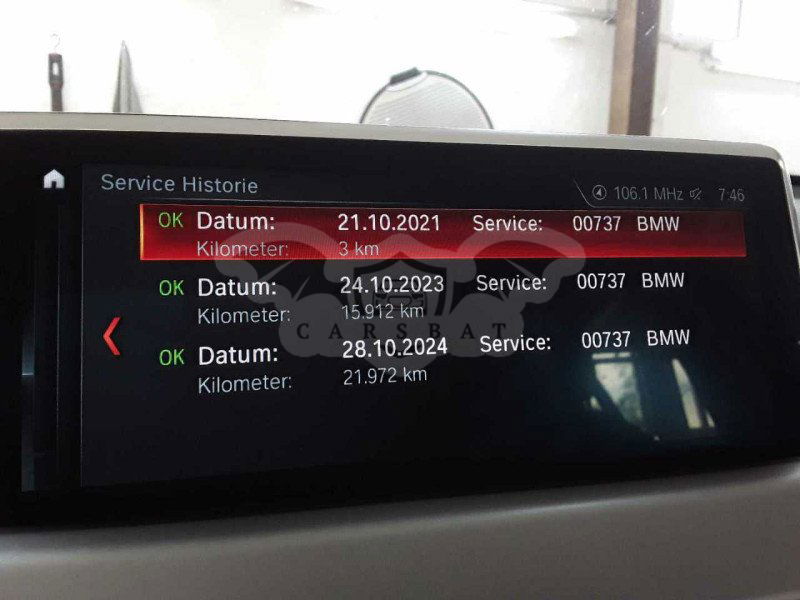 Service Historie 106.1 MHz 7:46
OK Datum: 21.10.2021 Service: 00737 BMW
Kilometer: 3 km
OK Datum: 24.10.2023 Service: 00737 BMW
Kilometer: 15.912 km
CARSBAT
OK Datum: 28.10.2024 Service: 00737 BMW
Kilometer: 21.972 km